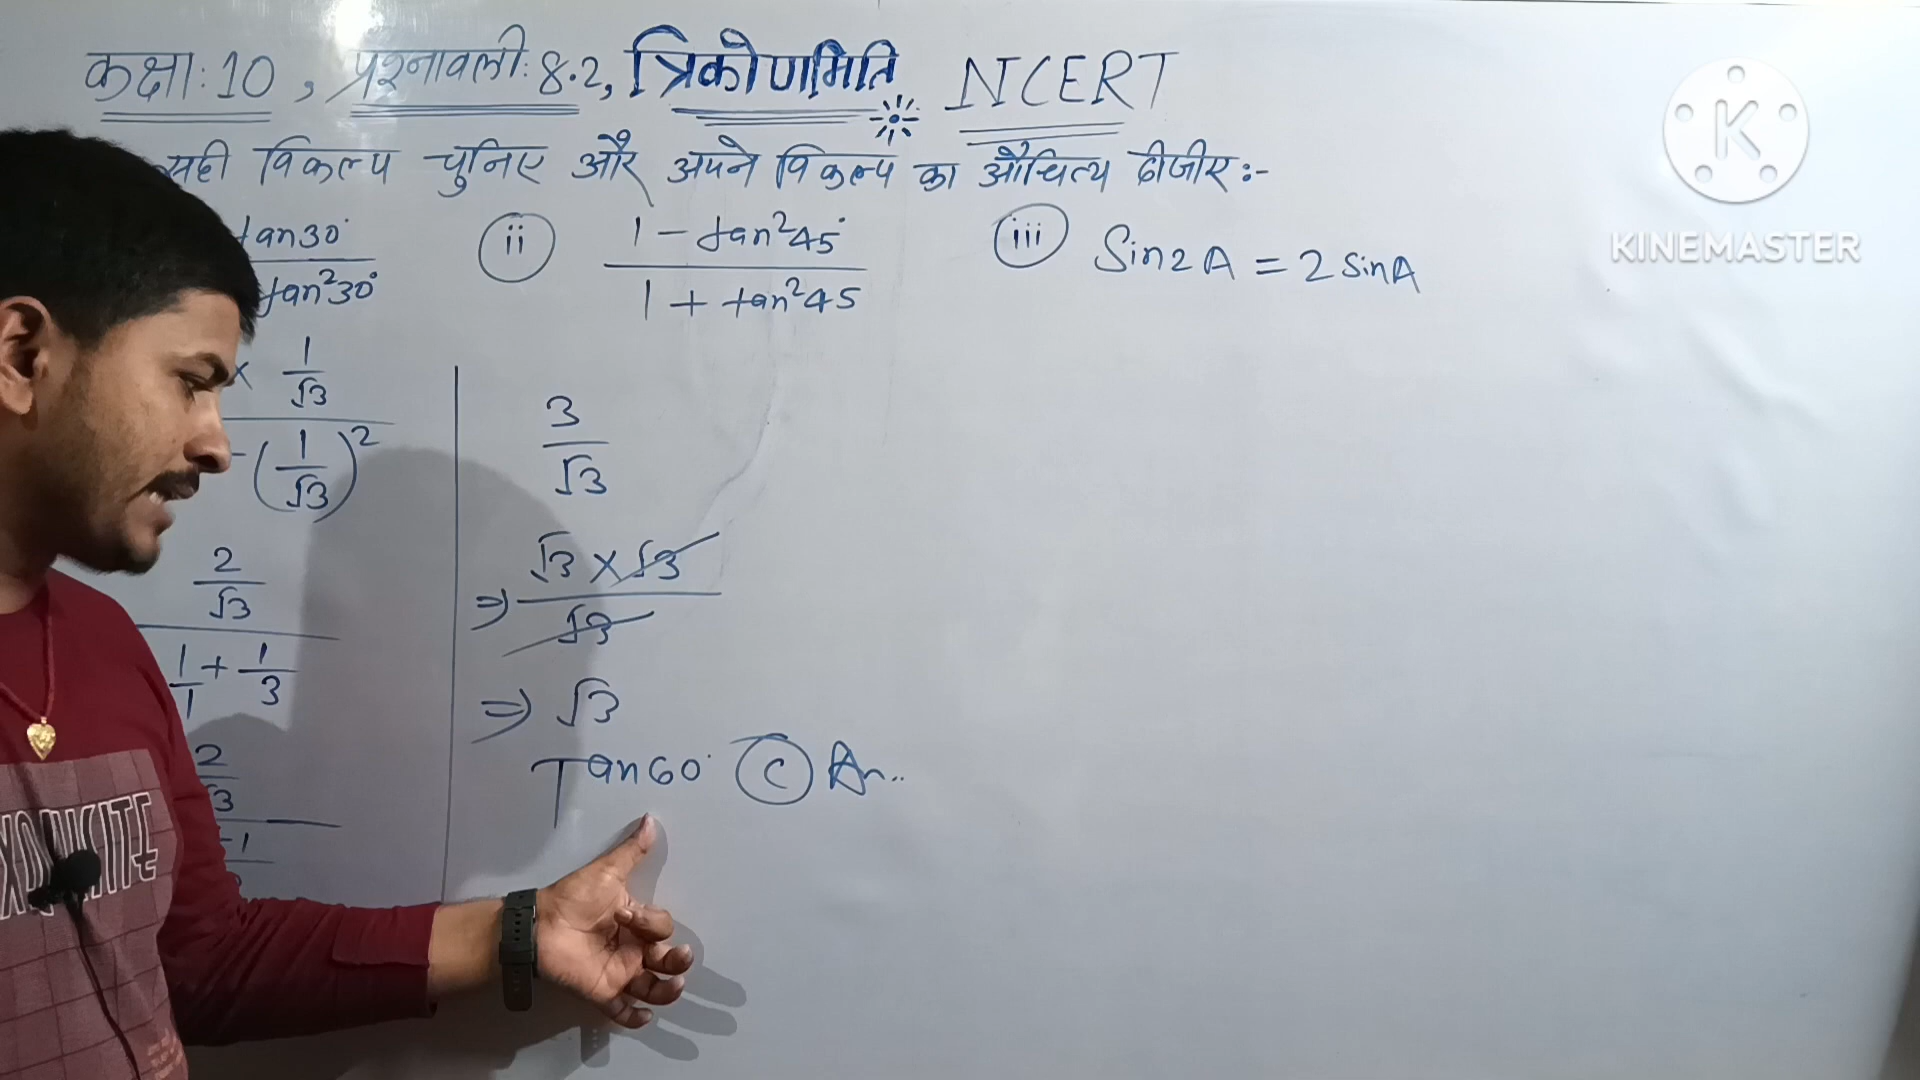 कक्षा: 10, प्रश्नावली: 8.2, त्रिकोणमिति NCERT
सही विकल्प चुनिए और अपने विकल्प का औचित्य दीजीए:-
tan30°
tan²30°
(ii) 1 - tan²45°
1 + tan²45
(iii) Sin2A = 2 sinA
× 1/√3
-(1/√3)²
2/√3
1/1 + 1/3
2/√3
3/√3
⇒ √3 × √3
√3
⇒ √3
Tan60° (C) An..
K
KINEMASTER